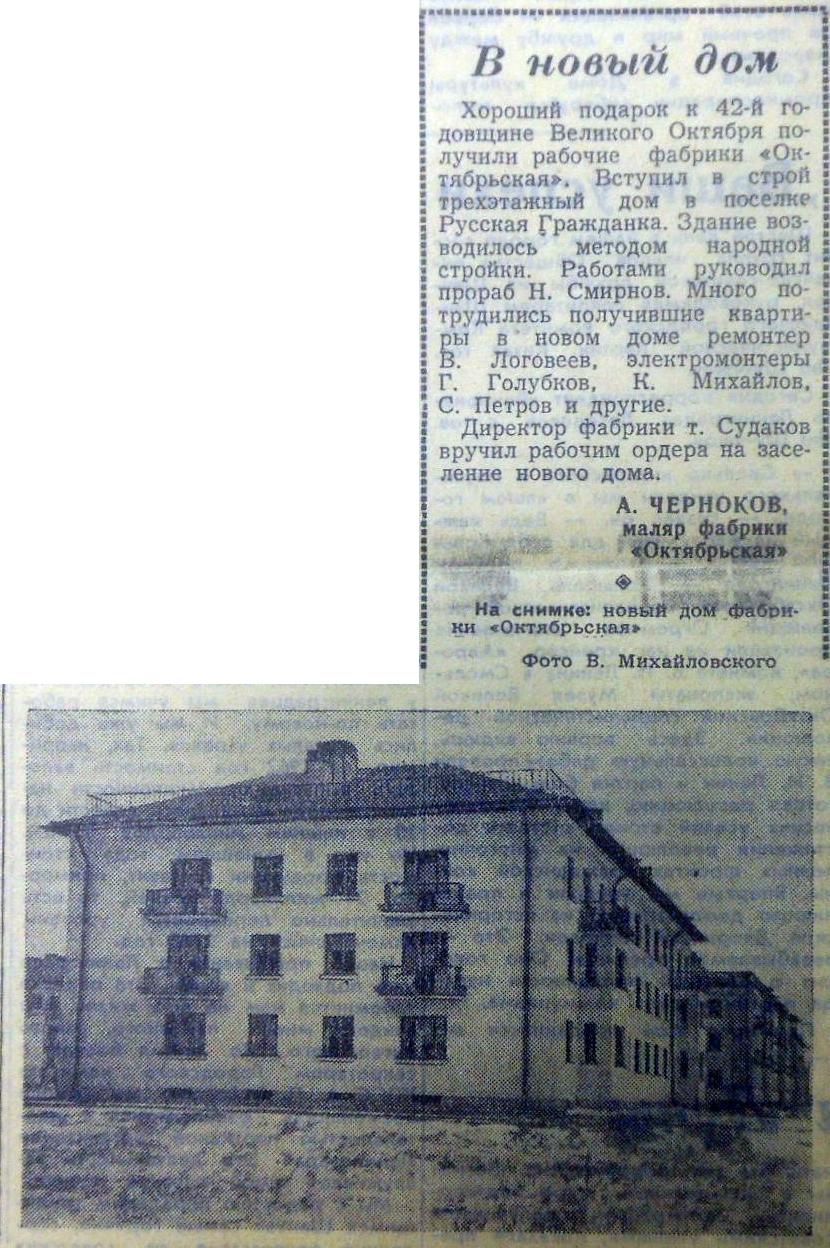 В новый дом
Хороший подарок к 42-й го-
довщине Великого Октября по-
лучили рабочие фабрики «Ок-
тябрьская». Вступил в строй
трехэтажный дом в поселке
Русская Гражданка. Здание воз-
водилось методом народной
стройки. Работами руководил
прораб Н. Смирнов. Много по-
трудились получившие кварти-
ры в новом доме ремонтер
В. Логовеев, электромонтеры
Г. Голубков, К. Михайлов,
С. Петров и другие.
Директор фабрики т. Судаков
вручил рабочим ордера на засе-
ление нового дома.
А. ЧЕРНОКОВ,
маляр фабрики
«Октябрьская»
На снимке: новый дом фабри-
ки «Октябрьская»
Фото В. Михайловского